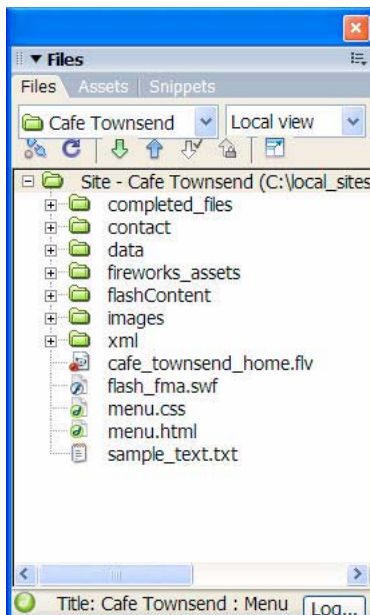 Files
Files Assets Snippets
Cafe Townsend Local view
Site - Cafe Townsend (C:\local_sites
completed_files
contact
data
fireworks_assets
flashContent
images
xml
cafe_townsend_home.flv
flash_fma.swf
menu.css
menu.html
sample_text.txt
Title: Cafe Townsend : Menu Log...